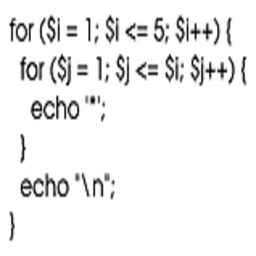 for ($i = 1; $i <= 5; $i++) {
for ($j = 1; $j <= $i; $j++) {
echo "*";
}
echo "\n";
}